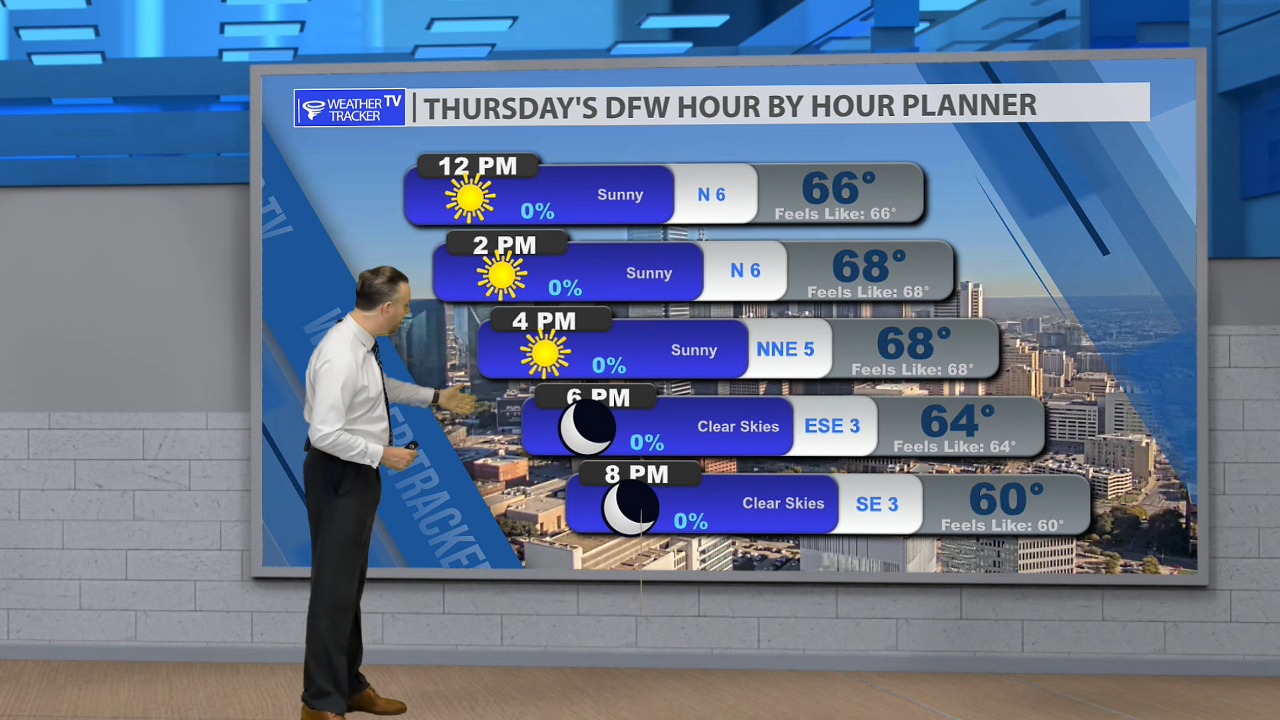 WEATHER TV
TRACKER
THURSDAY'S DFW HOUR BY HOUR PLANNER
12 PM
0%
Sunny
N 6
66°
Feels Like: 66°
2 PM
0%
Sunny
N 6
68°
Feels Like: 68°
4 PM
0%
Sunny
NNE 5
68°
Feels Like: 68°
6 PM
0%
Clear Skies
ESE 3
64°
Feels Like: 64°
8 PM
0%
Clear Skies
SE 3
60°
Feels Like: 60°
TV
W
ERTRACKE